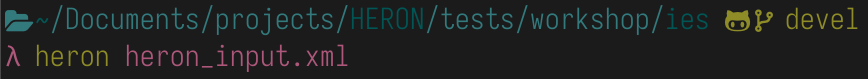 ~/Documents/projects/HERON/tests/workshop/ies devel
λ heron heron_input.xml